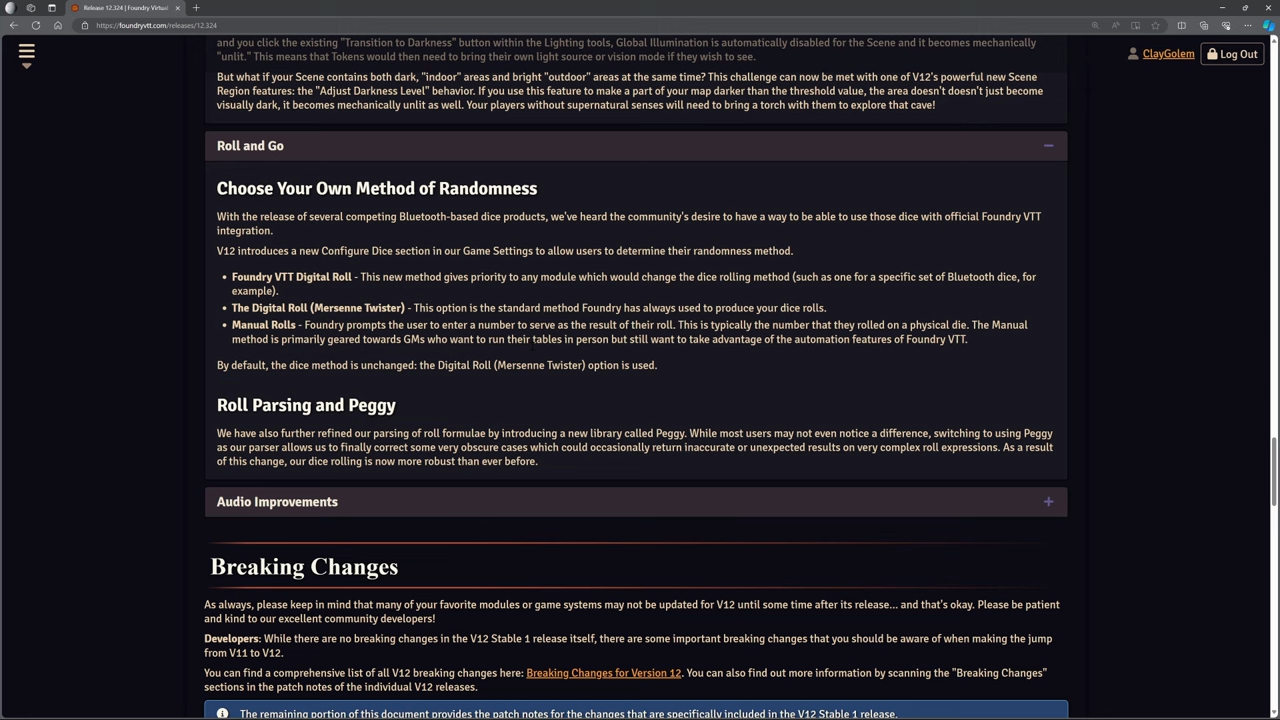 Release 12.324 | Foundry Virtual
https://foundryvtt.com/releases/12.324
ClayGolem
Log Out
and you click the existing "Transition to Darkness" button within the Lighting tools, Global Illumination is automatically disabled for the Scene and it becomes mechanically
"unlit." This means that Tokens would then need to bring their own light source or vision mode if they wish to see.
But what if your Scene contains both dark, "indoor" areas and bright "outdoor" areas at the same time? This challenge can now be met with one of V12's powerful new Scene
Region features: the "Adjust Darkness Level" behavior. If you use this feature to make a part of your map darker than the threshold value, the area doesn't doesn't just become
visually dark, it becomes mechanically unlit as well. Your players without supernatural senses will need to bring a torch with them to explore that cave!
Roll and Go
Choose Your Own Method of Randomness
With the release of several competing Bluetooth-based dice products, we've heard the community's desire to have a way to be able to use those dice with official Foundry VTT
integration.
V12 introduces a new Configure Dice section in our Game Settings to allow users to determine their randomness method.
• Foundry VTT Digital Roll - This new method gives priority to any module which would change the dice rolling method (such as one for a specific set of Bluetooth dice, for
example).
• The Digital Roll (Mersenne Twister) - This option is the standard method Foundry has always used to produce your dice rolls.
• Manual Rolls - Foundry prompts the user to enter a number to serve as the result of their roll. This is typically the number that they rolled on a physical die. The Manual
method is primarily geared towards GMs who want to run their tables in person but still want to take advantage of the automation features of Foundry VTT.
By default, the dice method is unchanged: the Digital Roll (Mersenne Twister) option is used.
Roll Parsing and Peggy
We have also further refined our parsing of roll formulae by introducing a new library called Peggy. While most users may not even notice a difference, switching to using Peggy
as our parser allows us to finally correct some very obscure cases which could occasionally return inaccurate or unexpected results on very complex roll expressions. As a result
of this change, our dice rolling is now more robust than ever before.
Audio Improvements
Breaking Changes
As always, please keep in mind that many of your favorite modules or game systems may not be updated for V12 until some time after its release... and that's okay. Please be patient
and kind to our excellent community developers!
Developers: While there are no breaking changes in the V12 Stable 1 release itself, there are some important breaking changes that you should be aware of when making the jump
from V11 to V12.
You can find a comprehensive list of all V12 breaking changes here: Breaking Changes for Version 12. You can also find out more information by scanning the "Breaking Changes"
sections in the patch notes of the individual V12 releases.
The remaining portion of this document provides the patch notes for the changes that are specifically included in the V12 Stable 1 release.